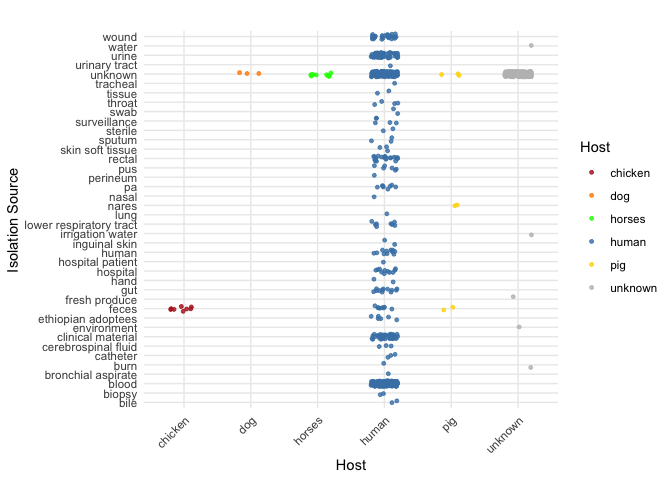 wound
water
urine
urinary tract
unknown
tracheal
tissue
throat
swab
surveillance
sterile
sputum
skin soft tissue
rectal
pus
perineum
pa
nasal
nares
lung
lower respiratory tract
irrigation water
inguinal skin
human
hospital patient
hospital
hand
gut
fresh produce
feces
ethiopian adoptees
environment
clinical material
cerebrospinal fluid
catheter
burn
bronchial aspirate
blood
biopsy
bile
Isolation Source
chicken
dog
horses
human
pig
unknown
Host
Host
chicken
dog
horses
human
pig
unknown